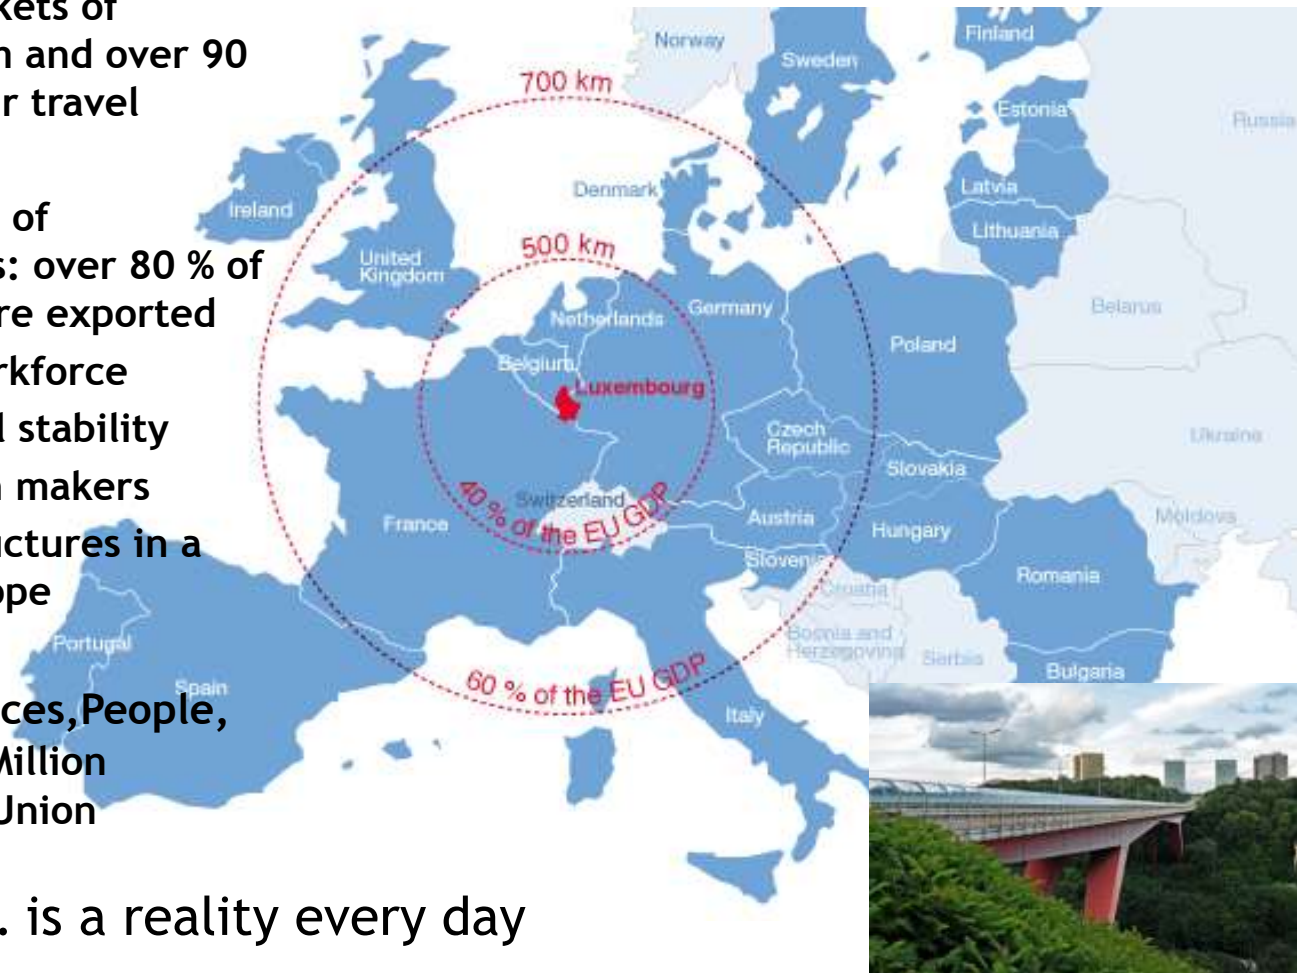 kets of
n and over 90
r travel
of
s: over 80 % of
re exported
rkforce
l stability
n makers
uctures in a
ope
ces,People,
Million
Union
. is a reality every day
700 km
500 km
40 % of the EU GDP
60 % of the EU GDP
Norway
Sweden
Finland
Estonia
Russia
Latvia
Lithuania
Denmark
Ireland
United
Kingdom
Netherlands
Germany
Belarus
Belgium
Poland
Luxembourg
Czech
Republic
Ukraine
Slovakia
Switzerland
France
Austria
Hungary
Moldova
Slovenia
Croatia
Romania
Bosnia and
Herzegovina
Serbia
Bulgaria
Portugal
Spain
Italy